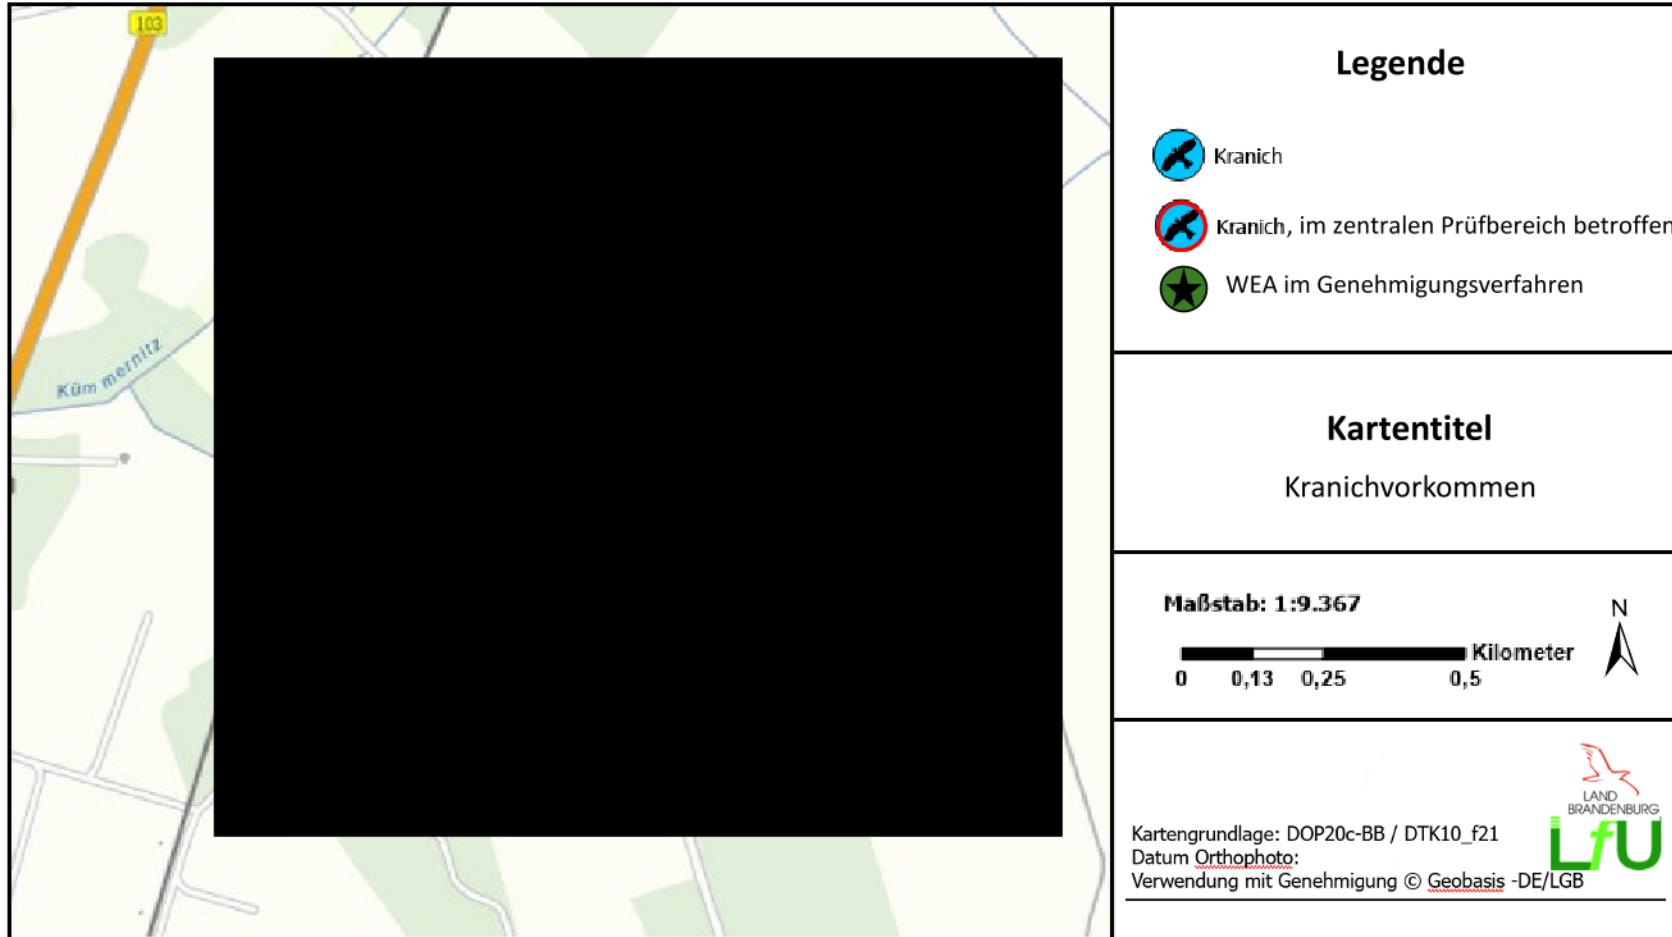 103
Kümmernitz
Legende
Kranich
Kranich, im zentralen Prüfbereich betroffen
WEA im Genehmigungsverfahren
Kartentitel
Kranichvorkommen
Maßstab: 1:9.367
N
Kilometer
0 0,13 0,25 0,5
LAND
BRANDENBURG
LfU
Kartengrundlage: DOP20c-BB / DTK10_f21
Datum Orthophoto:
Verwendung mit Genehmigung © Geobasis -DE/LGB